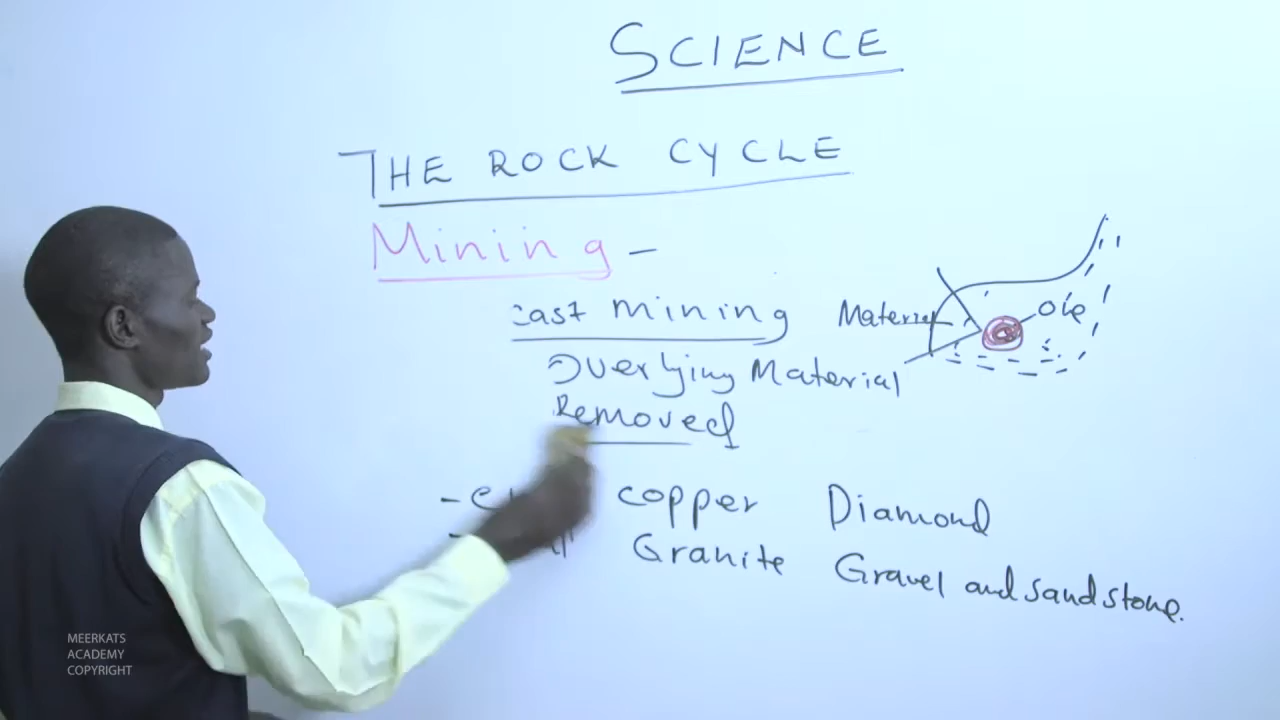 SCIENCE
THE ROCK CYCLE
Mining -
cast mining
Material
Ole
Overlying Material
Removed
copper Diamond
Granite Gravel and sandstone.
MEERKATS
ACADEMY
COPYRIGHT